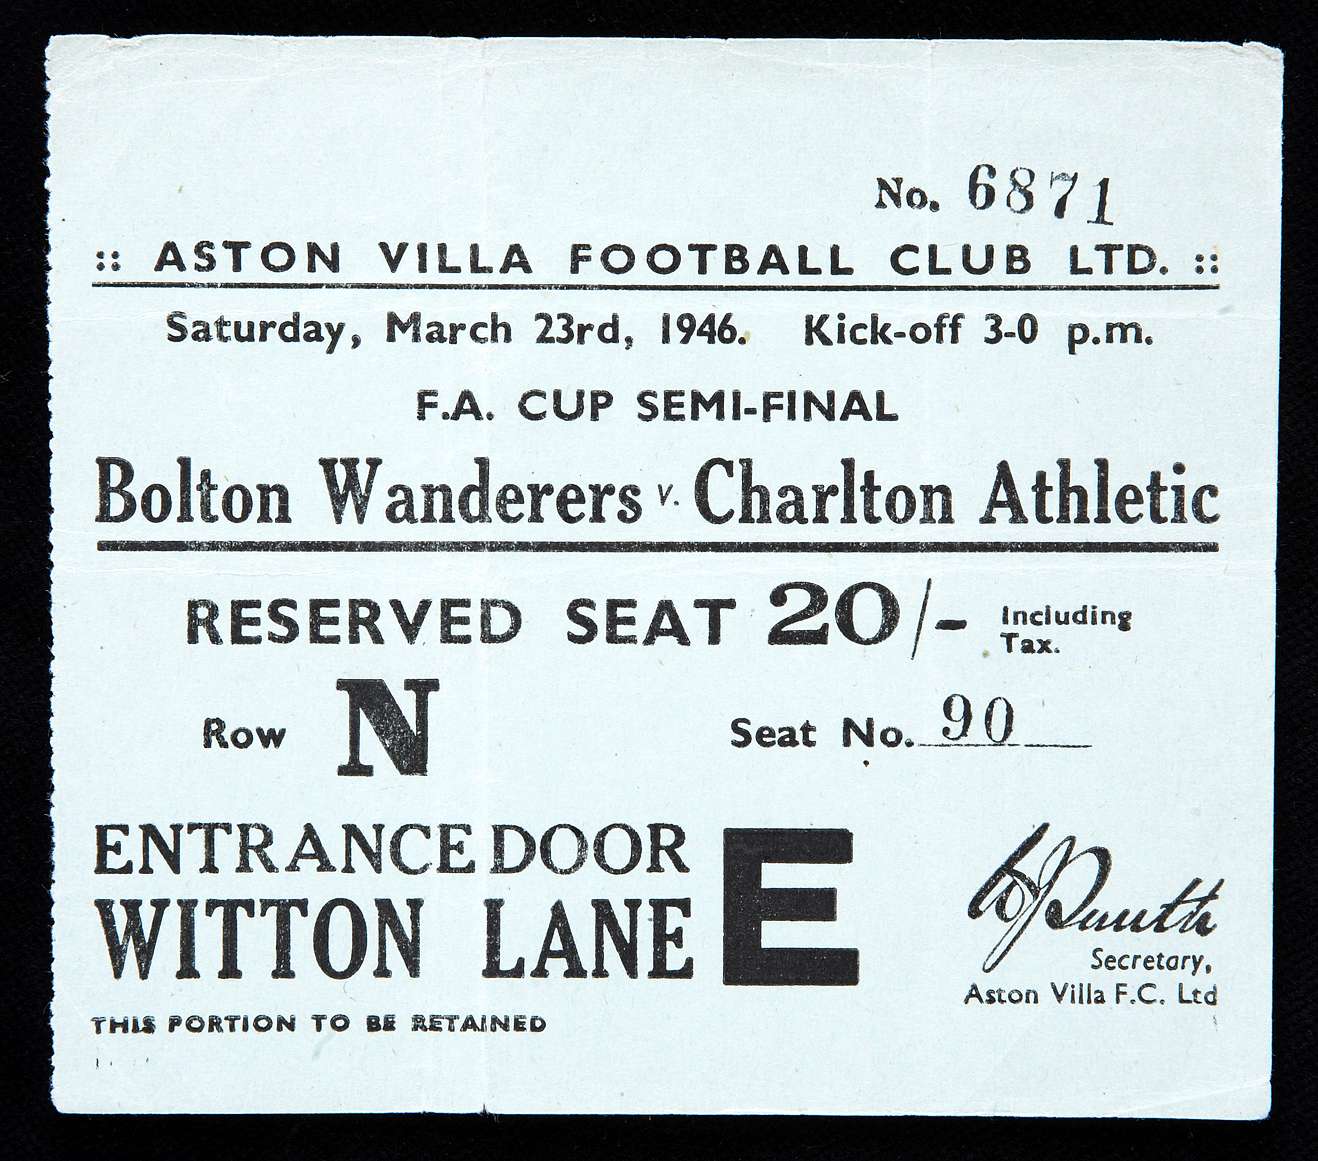 No. 6871
:: ASTON VILLA FOOTBALL CLUB LTD. ::
Saturday, March 23rd, 1946. Kick-off 3-0 p.m.
F.A. CUP SEMI-FINAL
Bolton Wanderers v. Charlton Athletic
RESERVED SEAT 20/- Including Tax.
Row N Seat No. 90
ENTRANCE DOOR
WITTON LANE E
Secretary,
Aston Villa F.C. Ltd
THIS PORTION TO BE RETAINED